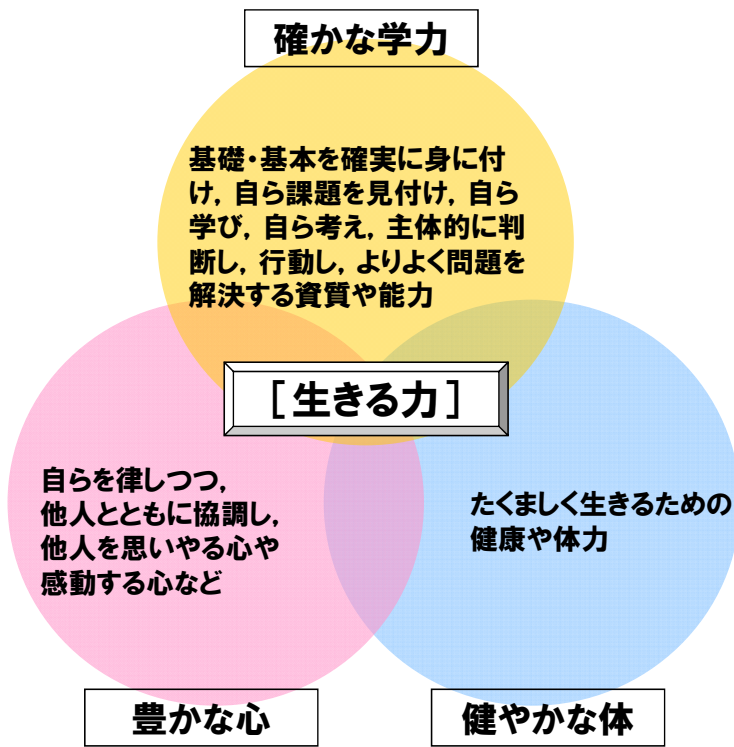 確かな学力
基礎・基本を確実に身に付
け, 自ら課題を見付け, 自ら
学び, 自ら考え, 主体的に判
断し, 行動し, よりよく問題を
解決する資質や能力
[生きる力]
自らを律しつつ,
他人とともに協調し,
他人を思いやる心や
感動する心など
たくましく生きるための
健康や体力
豊かな心
健やかな体